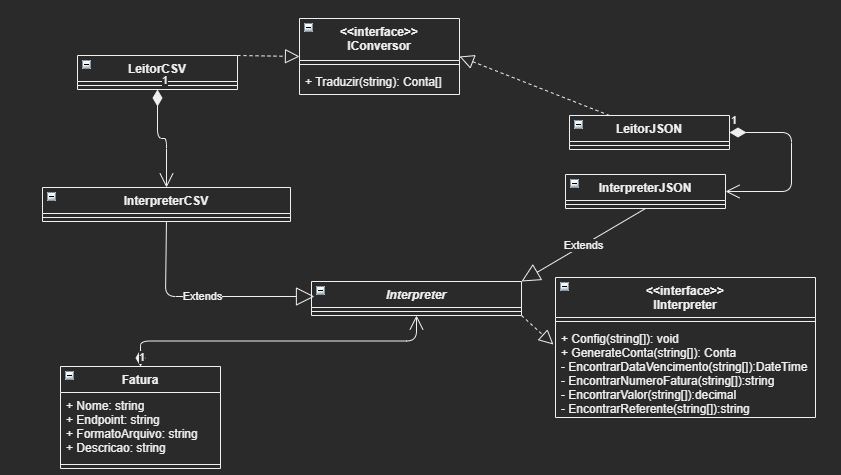 <<interface>>
IConversor
+ Traduzir(string): Conta[]
LeitorCSV
1
LeitorJSON
1
InterpreterCSV
InterpreterJSON
Extends
Extends
Interpreter
<<interface>>
IInterpreter
+ Config(string[]): void
+ GenerateConta(string[]): Conta
- EncontrarDataVencimento(string[]):DateTime
- EncontrarNumeroFatura(string[]):string
- EncontrarValor(string[]):decimal
- EncontrarReferente(string[]):string
1
Fatura
+ Nome: string
+ Endpoint: string
+ FormatoArquivo: string
+ Descricao: string